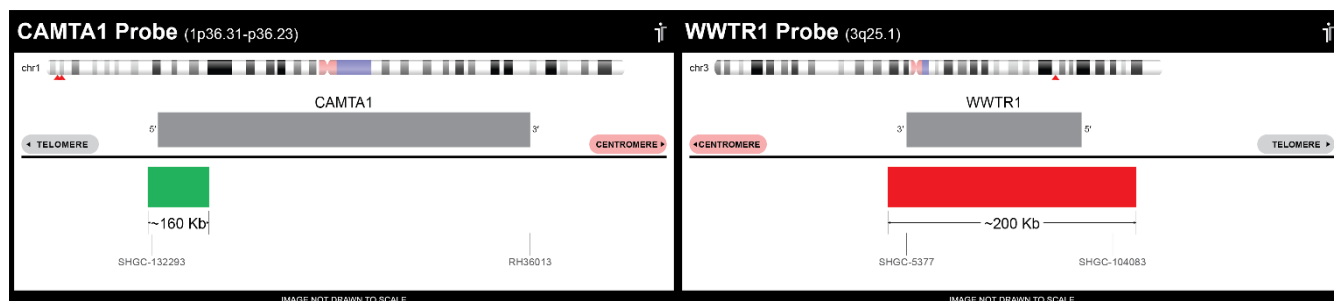 CAMTA1 Probe (1p36.31-p36.23)
chr1
CAMTA1
5' 3'
TELOMERE CENTROMERE
~160 Kb
SHGC-132293 RH36013
IMAGE NOT DRAWN TO SCALE
WWTR1 Probe (3q25.1)
chr3
WWTR1
3' 5'
CENTROMERE TELOMERE
~200 Kb
SHGC-5377 SHGC-104083
IMAGE NOT DRAWN TO SCALE